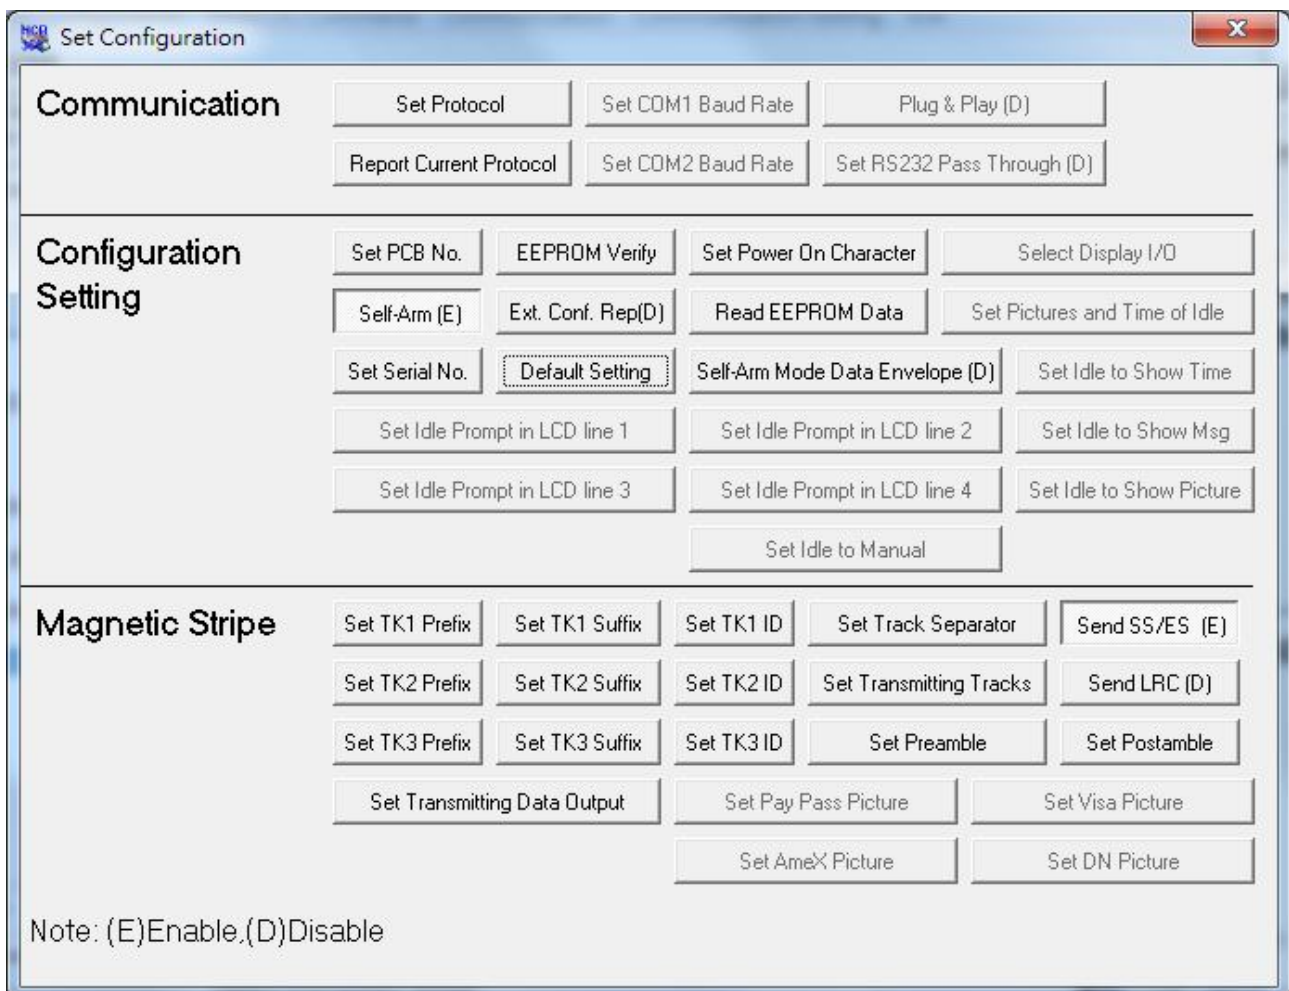 Set Configuration
X
Communication
Set Protocol Set COM1 Baud Rate Plug & Play (D)
Report Current Protocol Set COM2 Baud Rate Set RS232 Pass Through (D)
Configuration Setting
Set PCB No. EEPROM Verify Set Power On Character Select Display I/O
Self-Arm (E) Ext. Conf. Rep(D) Read EEPROM Data Set Pictures and Time of Idle
Set Serial No. Default Setting Self-Arm Mode Data Envelope (D) Set Idle to Show Time
Set Idle Prompt in LCD line 1 Set Idle Prompt in LCD line 2 Set Idle to Show Msg
Set Idle Prompt in LCD line 3 Set Idle Prompt in LCD line 4 Set Idle to Show Picture
Set Idle to Manual
Magnetic Stripe
Set TK1 Prefix Set TK1 Suffix Set TK1 ID Set Track Separator Send SS/ES (E)
Set TK2 Prefix Set TK2 Suffix Set TK2 ID Set Transmitting Tracks Send LRC (D)
Set TK3 Prefix Set TK3 Suffix Set TK3 ID Set Preamble Set Postamble
Set Transmitting Data Output Set Pay Pass Picture Set Visa Picture
Set AmeX Picture Set DN Picture
Note: (E)Enable,(D)Disable